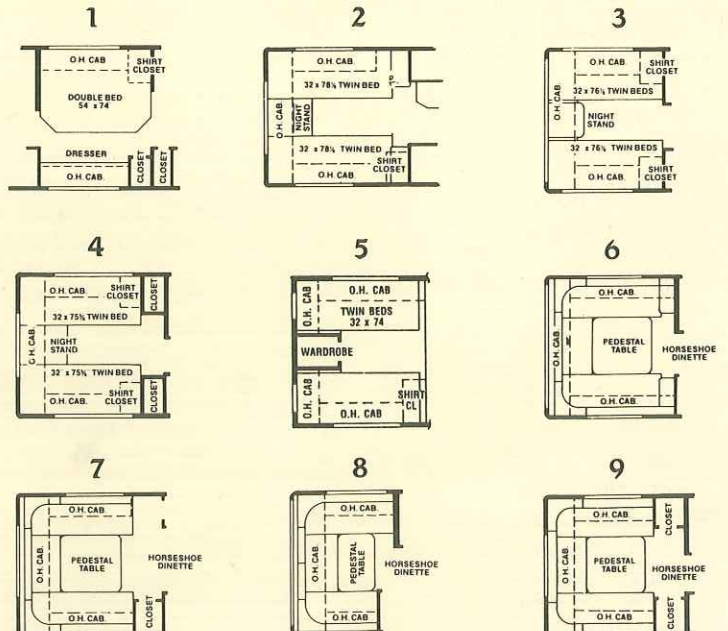 1
O.H. CAB
SHIRT
CLOSET
DOUBLE BED
54 x 74
DRESSER
O.H. CAB.
CLOSET
CLOSET
2
O.H. CAB
32 x 78½ TWIN BED
O.H. CAB.
NIGHT
STAND
32 x 78½ TWIN BED
SHIRT
CLOSET
O.H. CAB
3
O.H. CAB
SHIRT
CLOSET
32 x 76½ TWIN BEDS
O.H. CAB.
NIGHT
STAND
32 x 76½ TWIN BEDS
O.H. CAB
SHIRT
CLOSET
4
O.H. CAB.
SHIRT
CLOSET
CLOSET
32 x 75½ TWIN BED
O.H. CAB.
NIGHT
STAND
32 x 75½ TWIN BED
O.H. CAB.
SHIRT
CLOSET
CLOSET
5
O.H. CAB
O.H. CAB
TWIN BEDS
32 x 74
WARDROBE
O.H. CAB
SHIRT
CL
O.H. CAB
6
O.H. CAB.
O.H. CAB.
PEDESTAL
TABLE
HORSESHOE
DINETTE
O.H. CAB.
7
O.H. CAB
O.H. CAB.
PEDESTAL
TABLE
HORSESHOE
DINETTE
O.H. CAB.
CLOSET
8
O.H. CAB.
O.H. CAB.
PEDESTAL
TABLE
HORSESHOE
DINETTE
O.H. CAB
9
O.H. CAB
CLOSET
O.H. CAB.
PEDESTAL
TABLE
HORSESHOE
DINETTE
O.H. CAB
CLOSET